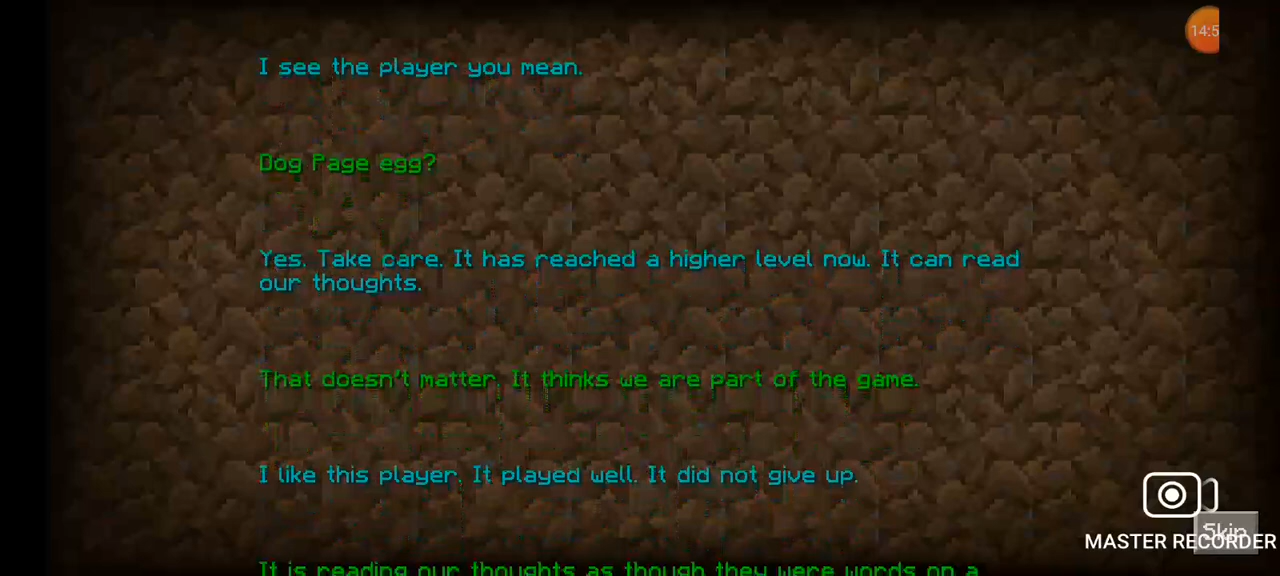 14:5
I see the player you mean.
Dog Page egg?
Yes. Take care. It has reached a higher level now. It can read
our thoughts.
That doesn't matter. It thinks we are part of the game.
I like this player. It played well. It did not give up.
Skip
MASTER RECORDER
It is reading our thoughts as though they were words on a